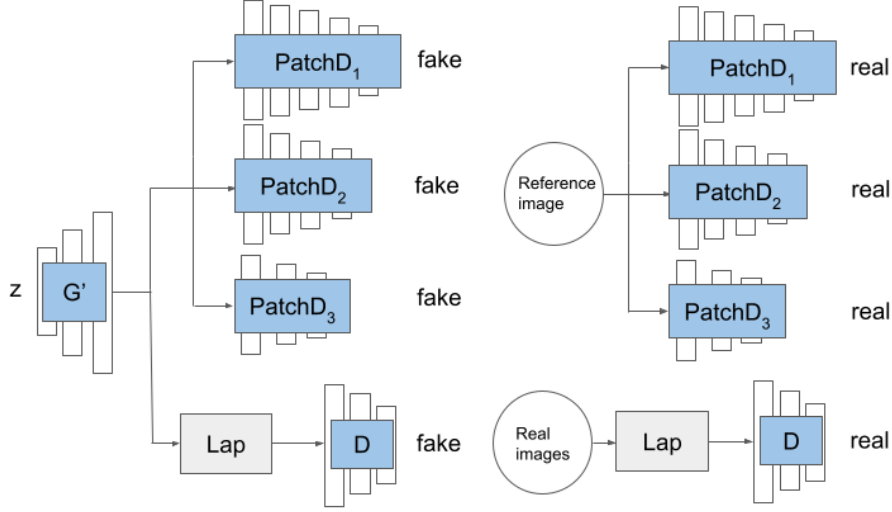 PatchD1
fake
PatchD2
fake
z
G’
PatchD3
fake
Lap
D
fake
PatchD1
real
Reference
image
PatchD2
real
PatchD3
real
Real
images
Lap
D
real